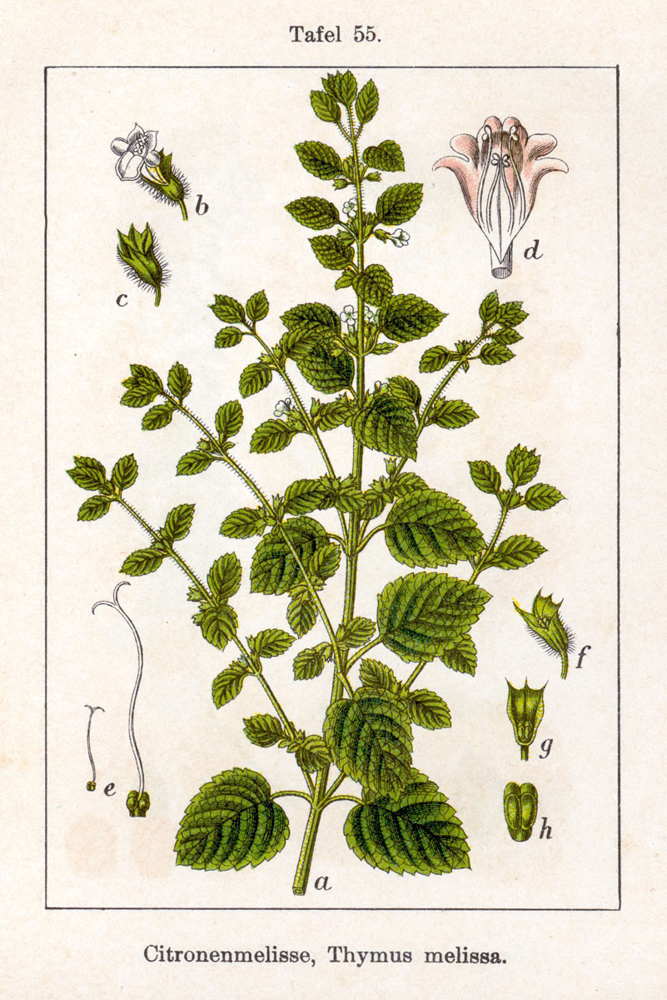 Tafel 55.
b
d
c
f
g
e
h
a
Citronenmelisse, Thymus melissa.